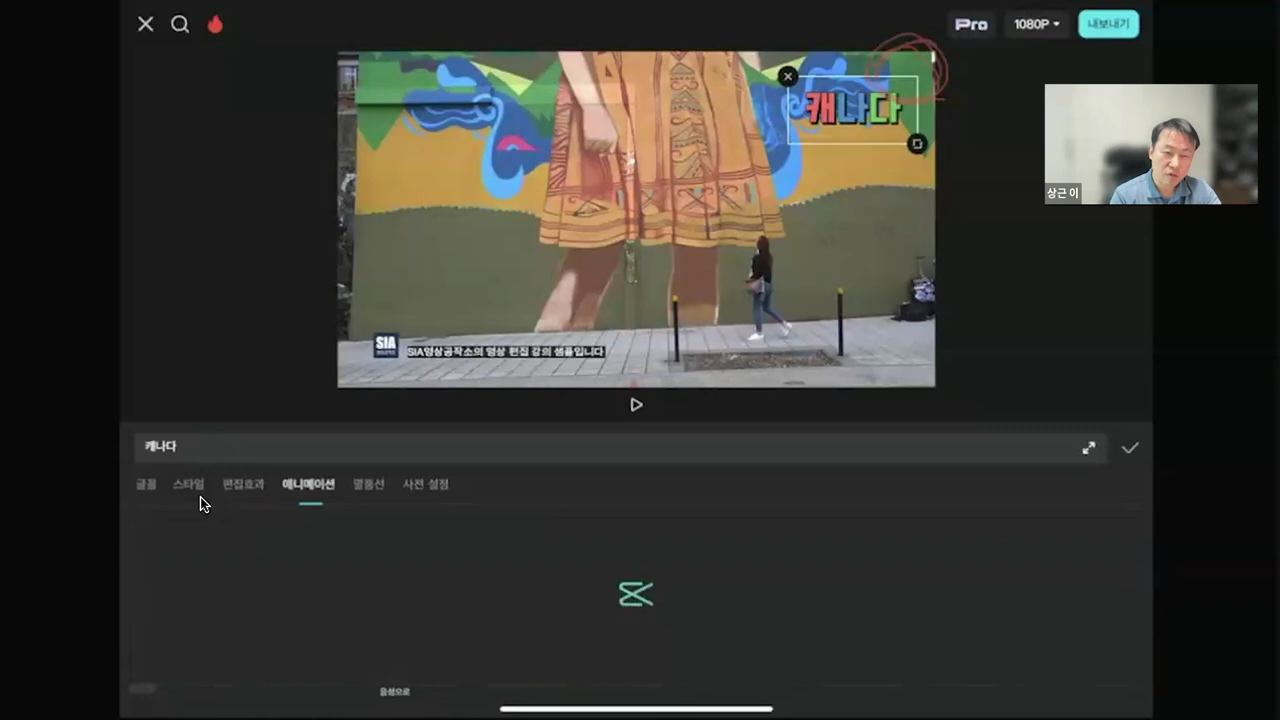 Pro
1080P
내보내기
캐나다
상근 이
SIA
SIA영상공작소의 영상 편집 강의 샘플입니다
캐나다
글꼴 스타일 편집효과 애니메이션 말풍선 사전 설정
음성으로